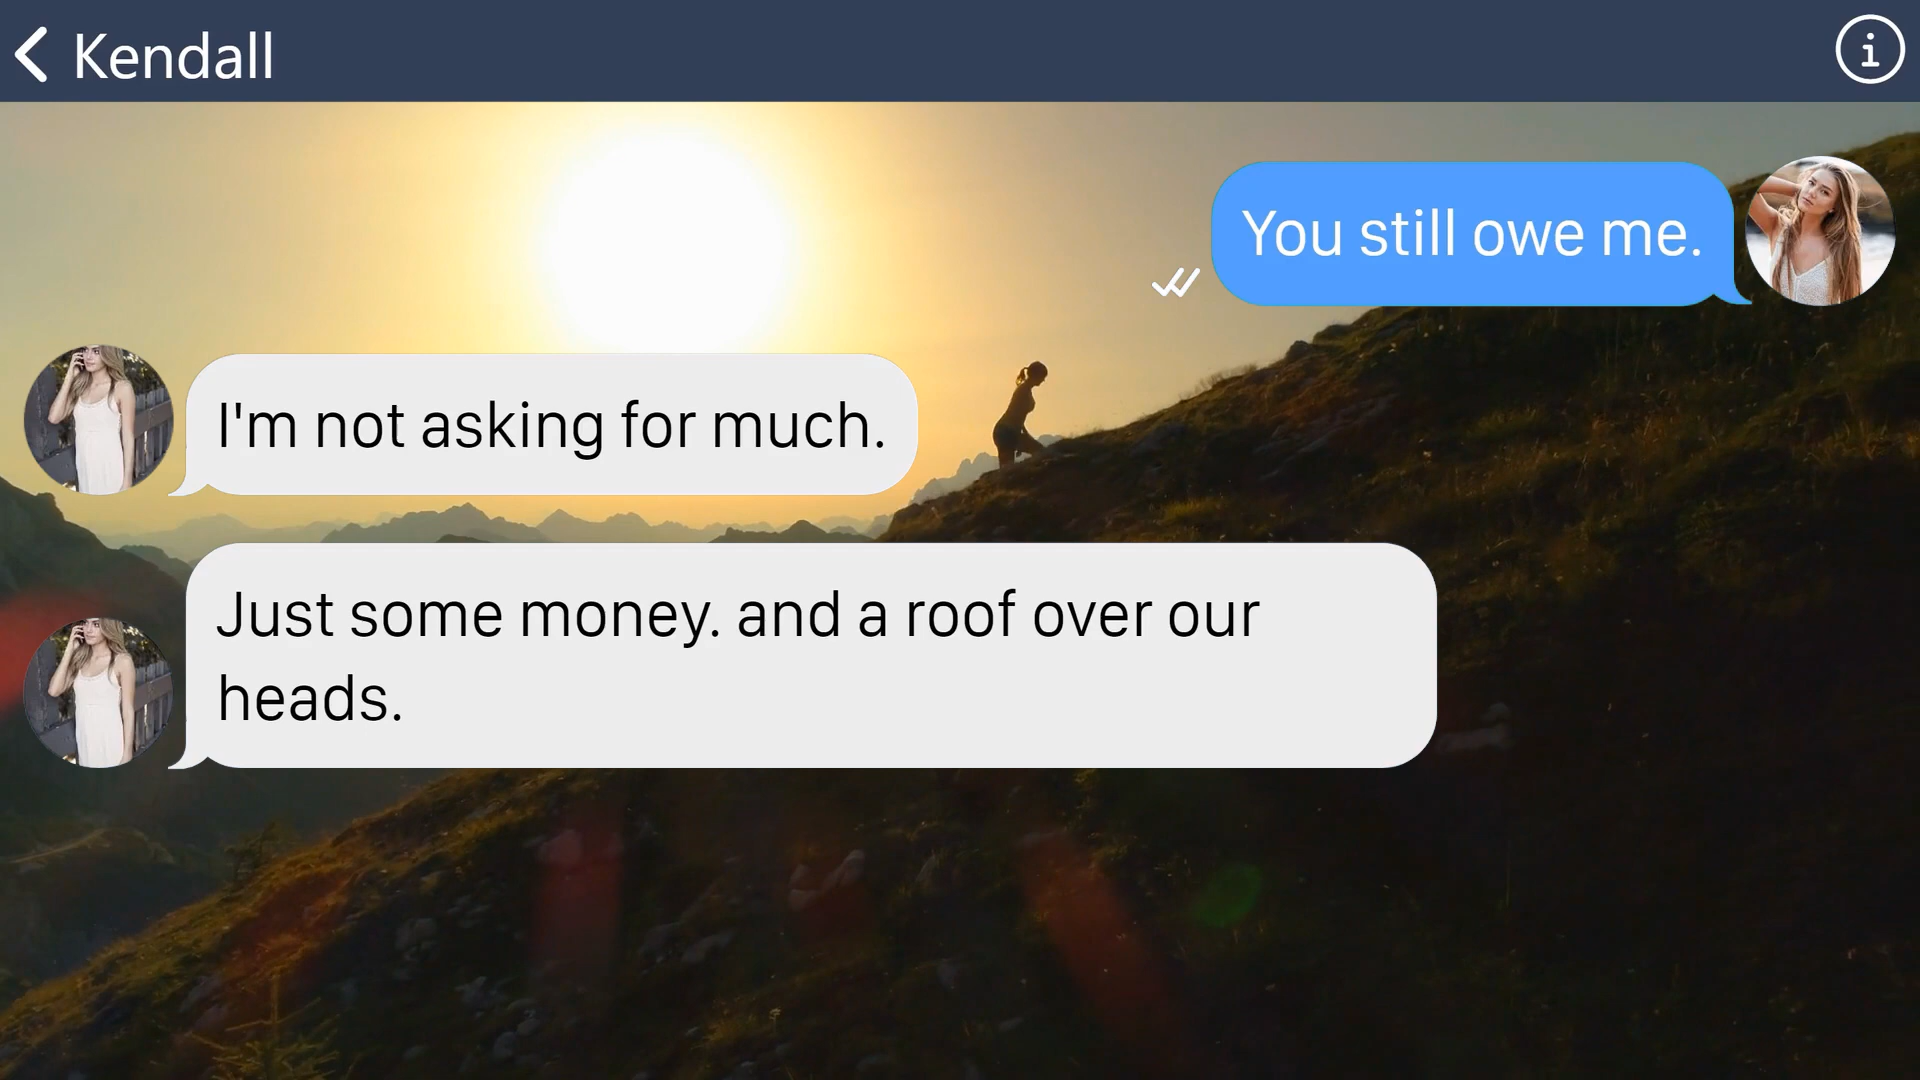 Kendall
You still owe me.
I'm not asking for much.
Just some money. and a roof over our
heads.